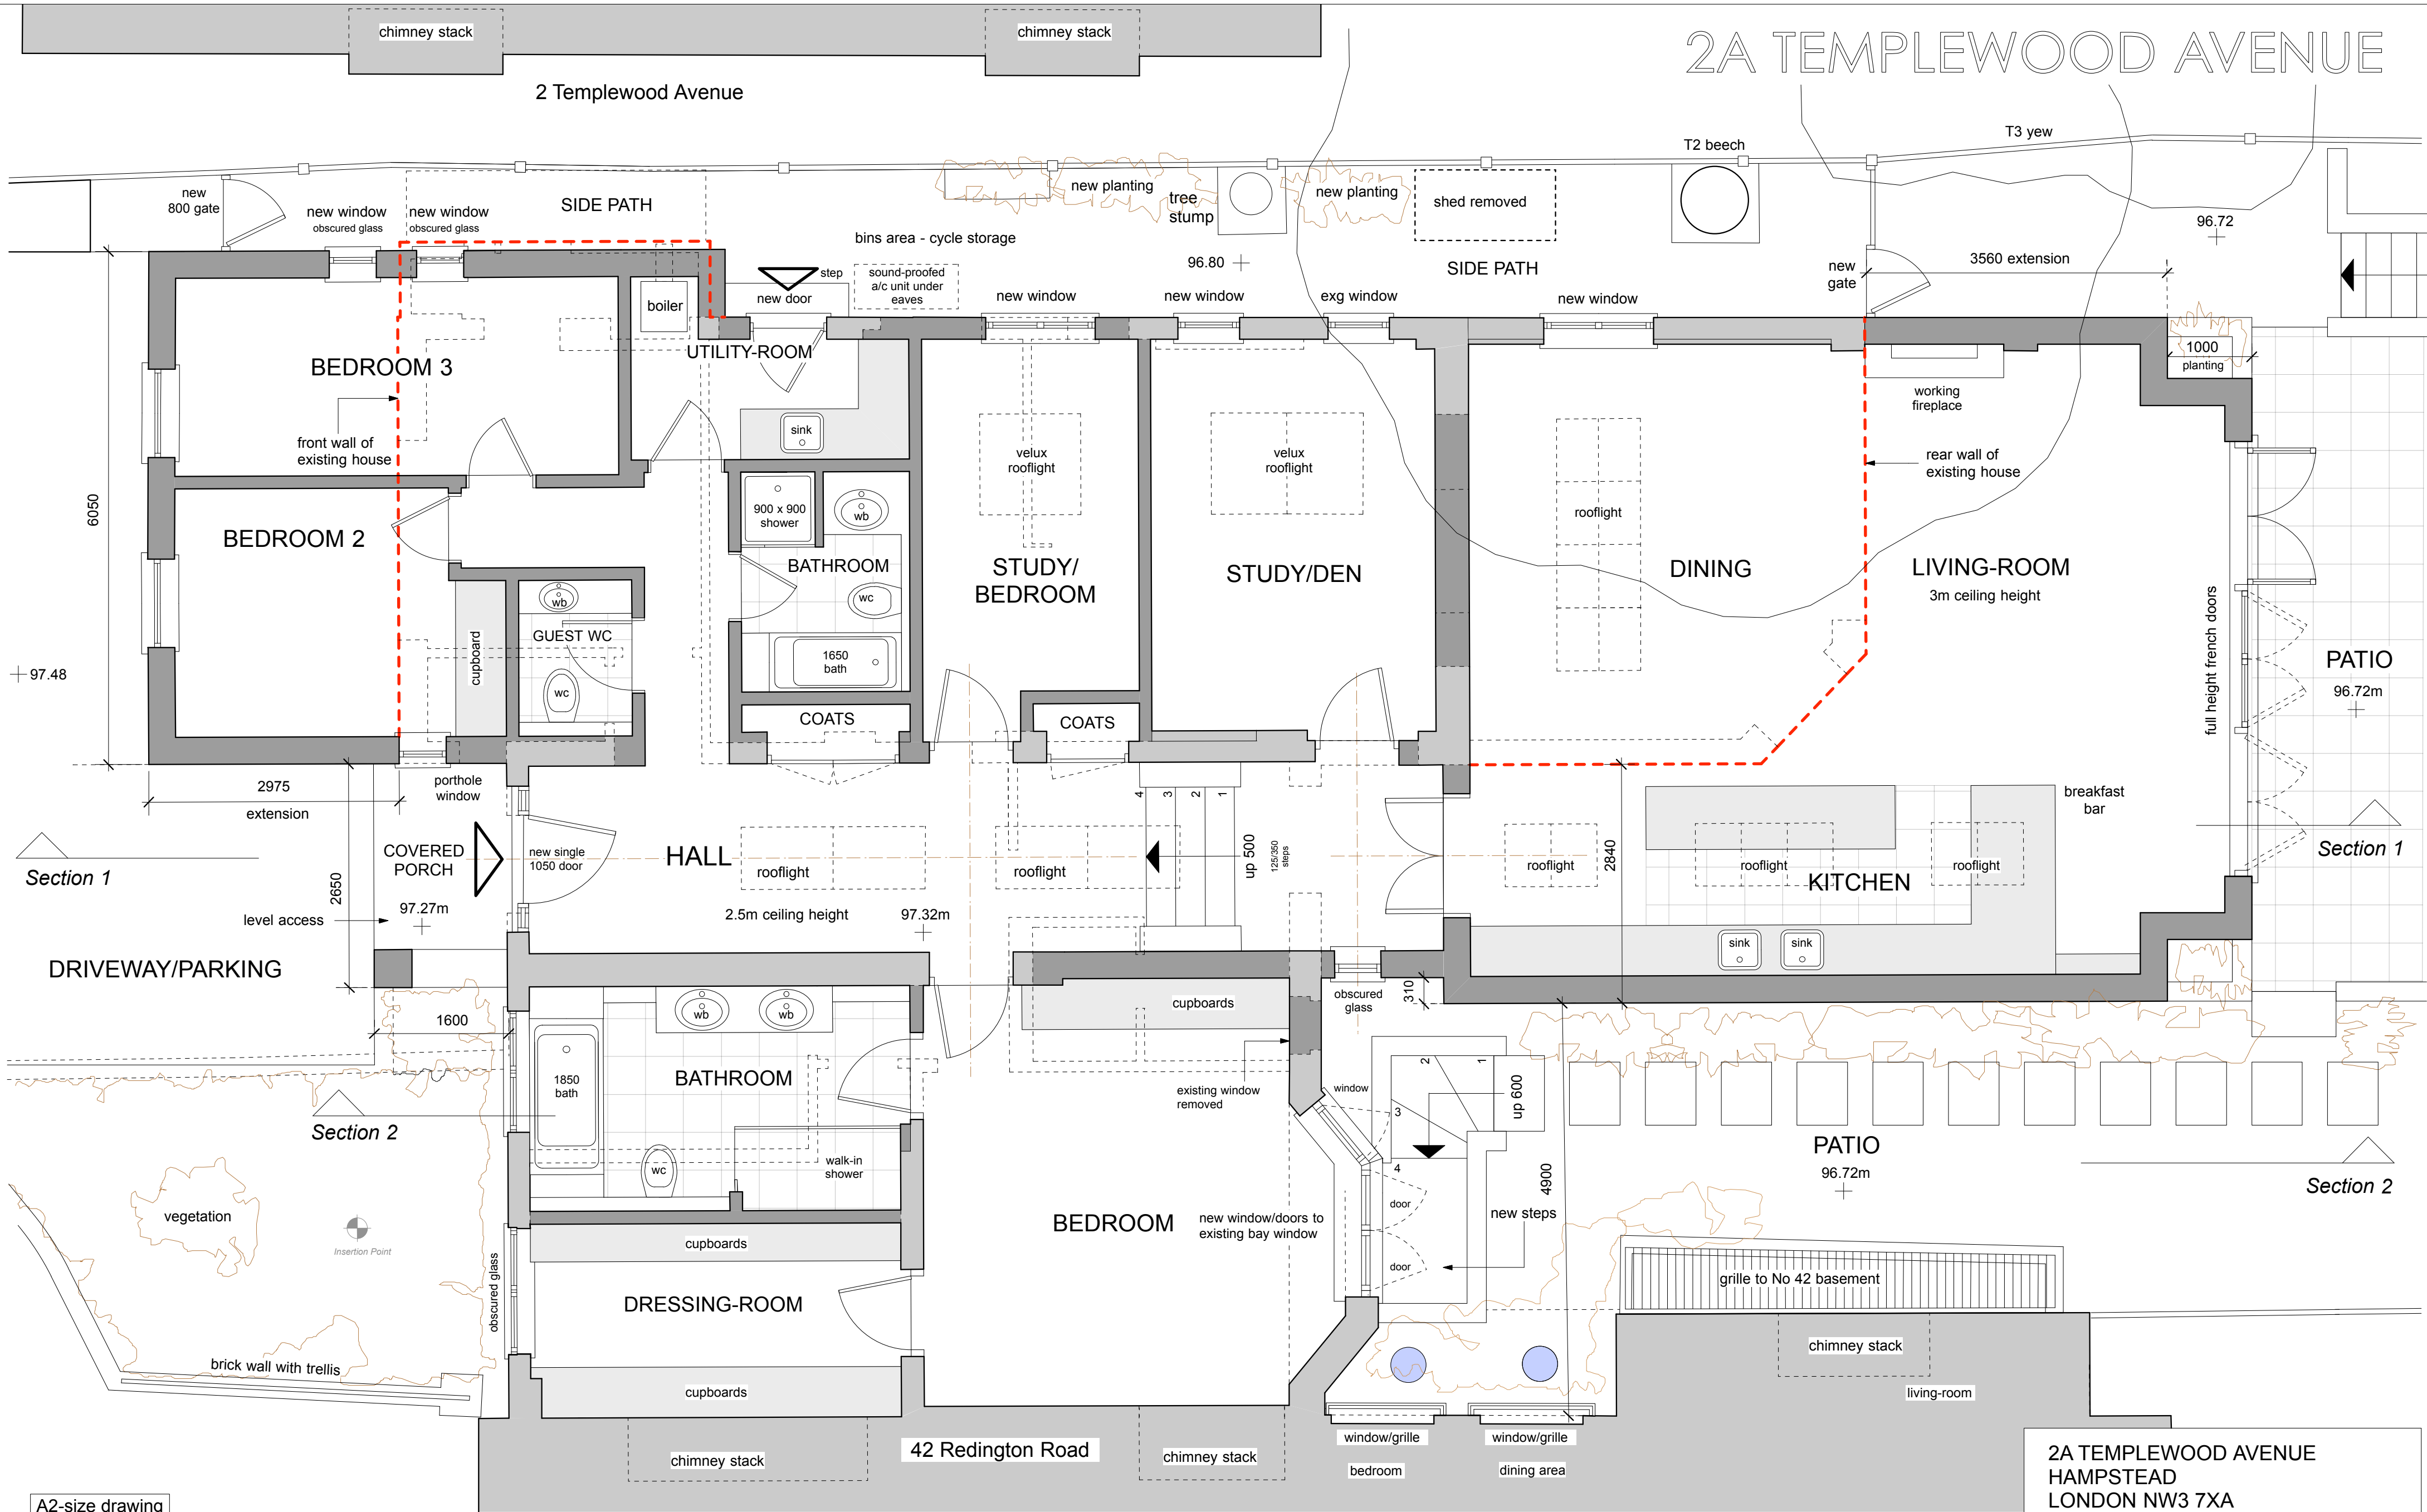 chimney stack
chimney stack
2A TEMPLEWOOD AVENUE
2 Templewood Avenue
T3 yew
T2 beech
new
800 gate
new window
obscured glass
new window
obscured glass
SIDE PATH
new planting
tree
stump
new planting
shed removed
96.72
bins area - cycle storage
96.80
SIDE PATH
new
gate
3560 extension
step
new door
sound-proofed
a/c unit under
eaves
new window
new window
exg window
new window
boiler
UTILITY-ROOM
1000
planting
BEDROOM 3
working
fireplace
front wall of
existing house
sink
velux
rooflight
velux
rooflight
rear wall of
existing house
6050
900 x 900
shower
wb
rooflight
BEDROOM 2
BATHROOM
STUDY/
BEDROOM
STUDY/DEN
DINING
LIVING-ROOM
3m ceiling height
wb
wc
GUEST WC
cupboard
1650
bath
full height french doors
PATIO
96.72m
97.48
wc
COATS
COATS
2975
extension
porthole
window
4
3
2
1
breakfast
bar
COVERED
PORCH
new single
1050 door
HALL
rooflight
rooflight
up 500
125/350
steps
rooflight
2840
rooflight
rooflight
KITCHEN
Section 1
Section 1
2650
level access
97.27m
2.5m ceiling height
97.32m
sink
sink
DRIVEWAY/PARKING
310
obscured
glass
cupboards
wb
wb
1600
1850
bath
BATHROOM
existing window
removed
window
2
1
3
4
up 600
Section 2
walk-in
shower
wc
PATIO
96.72m
4900
Section 2
vegetation
Insertion Point
BEDROOM
new window/doors to
existing bay window
door
new steps
door
cupboards
obscured glass
DRESSING-ROOM
grille to No 42 basement
brick wall with trellis
cupboards
chimney stack
living-room
42 Redington Road
chimney stack
chimney stack
window/grille
window/grille
bedroom
dining area
2A TEMPLEWOOD AVENUE
HAMPSTEAD
LONDON NW3 7XA
A2-size drawing